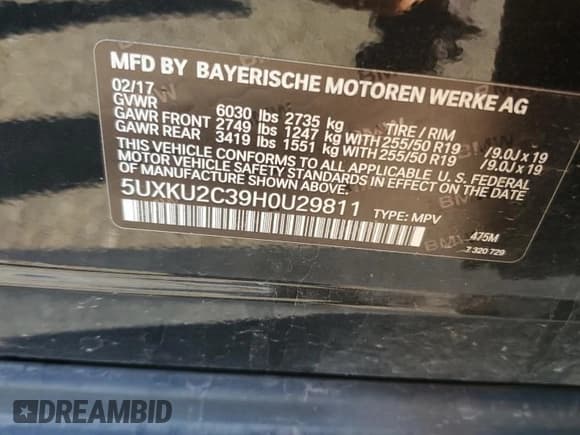 MFD BY BAYERISCHE MOTOREN WERKE AG
02/17
GVWR 6030 lbs 2735 kg TIRE / RIM
GAWR FRONT 2749 lbs 1247 kg WITH 255/50 R19 /9.0J x 19
GAWR REAR 3419 lbs 1551 kg WITH 255/50 R19 /9.0J x 19
THIS VEHICLE CONFORMS TO ALL APPLICABLE U.S. FEDERAL
MOTOR VEHICLE SAFETY STANDARDS IN EFFECT ON THE DATE
OF MANUFACTURE SHOWN ABOVE.
5UXKU2C39H0U29811 TYPE: MPV
475M
7 320 729
DREAMBID